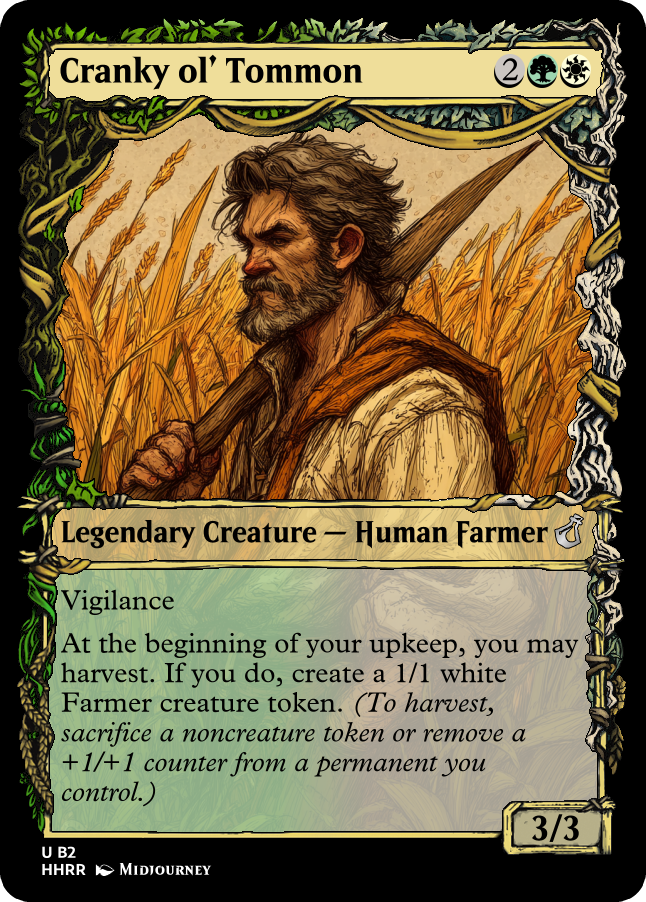 Cranky ol' Tommon
2
Legendary Creature — Human Farmer
Vigilance
At the beginning of your upkeep, you may
harvest. If you do, create a 1/1 white
Farmer creature token. (To harvest,
sacrifice a noncreature token or remove a
+1/+1 counter from a permanent you
control.)
3/3
U B2
HHRR Midjourney